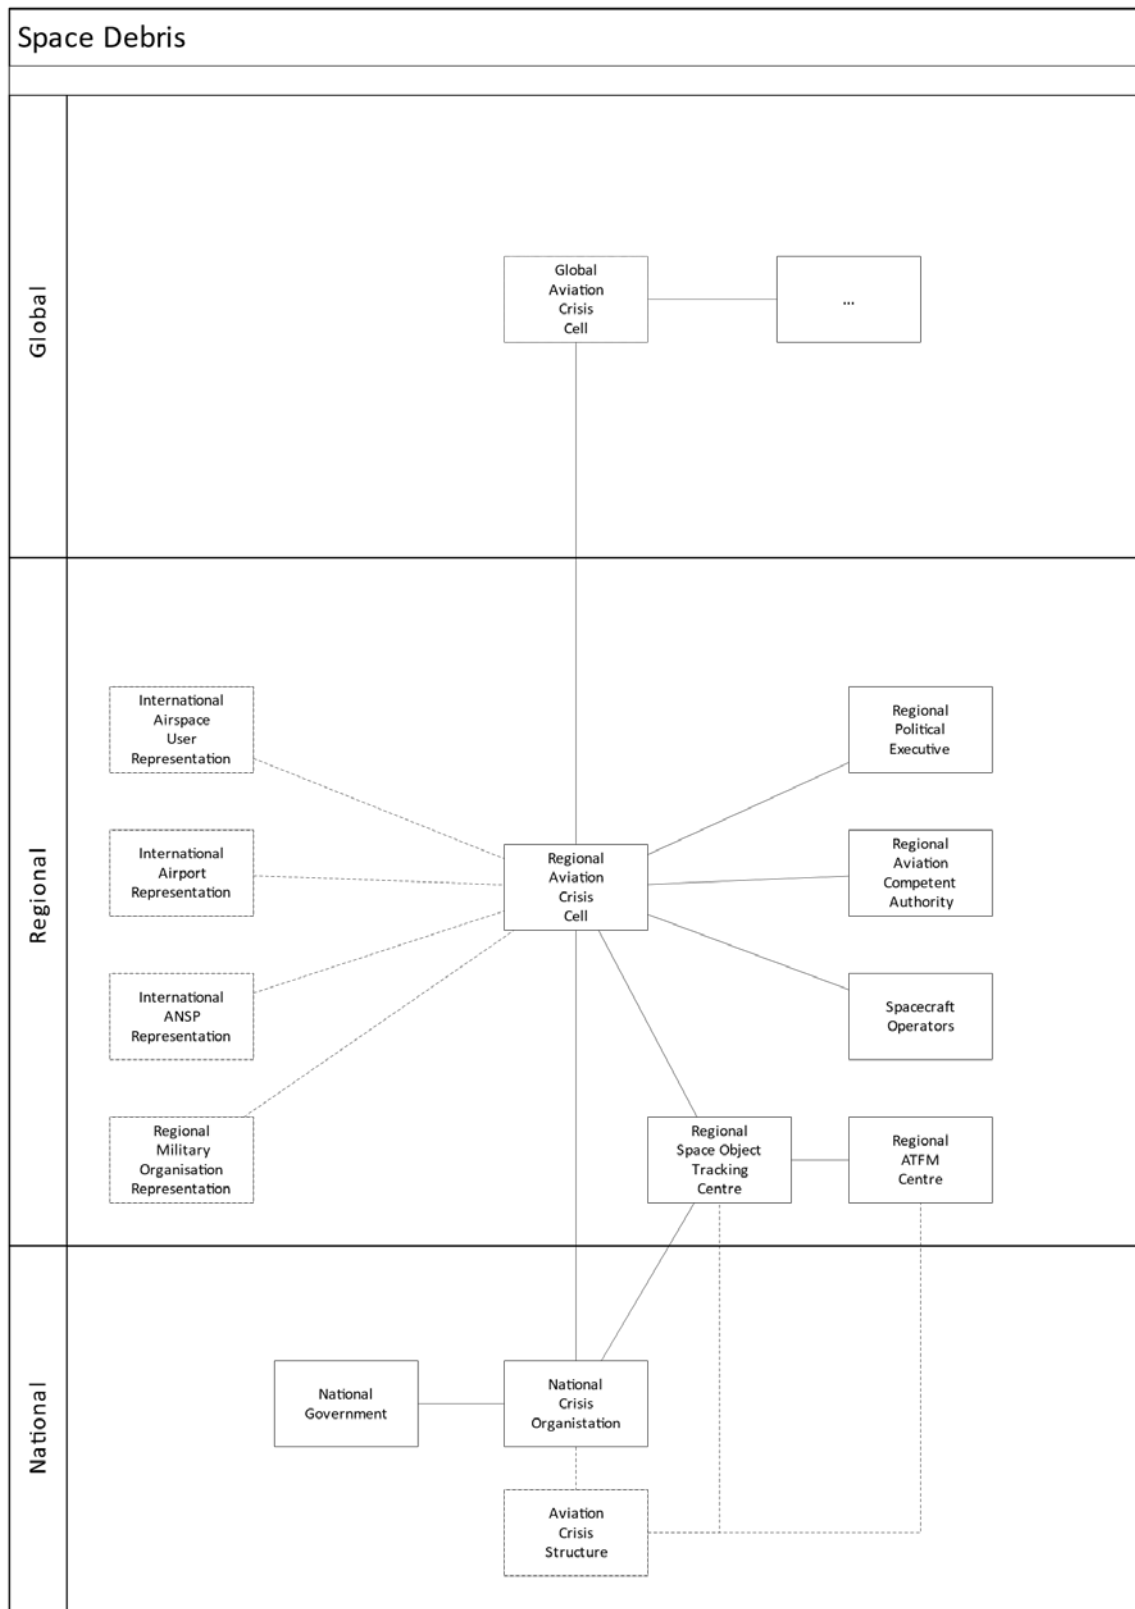 Space Debris
Global
Global
Aviation
Crisis
Cell
...
Regional
International
Airspace
User
Representation
Regional
Political
Executive
International
Airport
Representation
Regional
Aviation
Crisis
Cell
Regional
Aviation
Competent
Authority
International
ANSP
Representation
Spacecraft
Operators
Regional
Military
Organisation
Representation
Regional
Space Object
Tracking
Centre
Regional
ATFM
Centre
National
National
Government
National
Crisis
Organistation
Aviation
Crisis
Structure